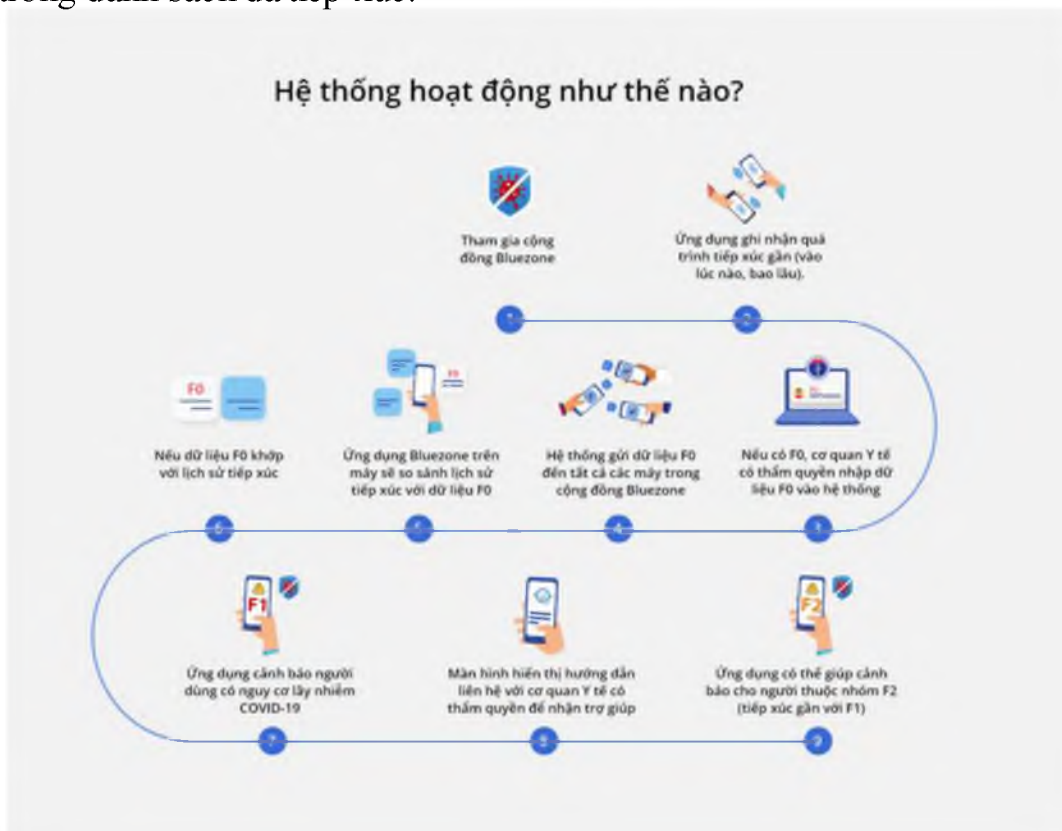 trong danh sách đã tiếp xúc.
Hệ thống hoạt động như thế nào?
Tham gia cộng
đồng Bluezone
Ứng dụng ghi nhận quá
trình tiếp xúc gần (vào
lúc nào, bao lâu).
1
2
F0
Nếu dữ liệu F0 khớp
với lịch sử tiếp xúc
F0
Ứng dụng Bluezone trên
máy sẽ so sánh lịch sử
tiếp xúc với dữ liệu F0
Hệ thống gửi dữ liệu F0
đến tất cả các máy trong
cộng đồng Bluezone
Nếu có F0, cơ quan Y tế
có thẩm quyền nhập dữ
liệu F0 vào hệ thống
6
5
4
3
F1
Ứng dụng cảnh báo người
dùng có nguy cơ lây nhiễm
COVID-19
Màn hình hiển thị hướng dẫn
liên hệ với cơ quan Y tế có
thẩm quyền để nhận trợ giúp
F2
Ứng dụng có thể giúp cảnh
báo cho người thuộc nhóm F2
(tiếp xúc gần với F1)
7
8
9